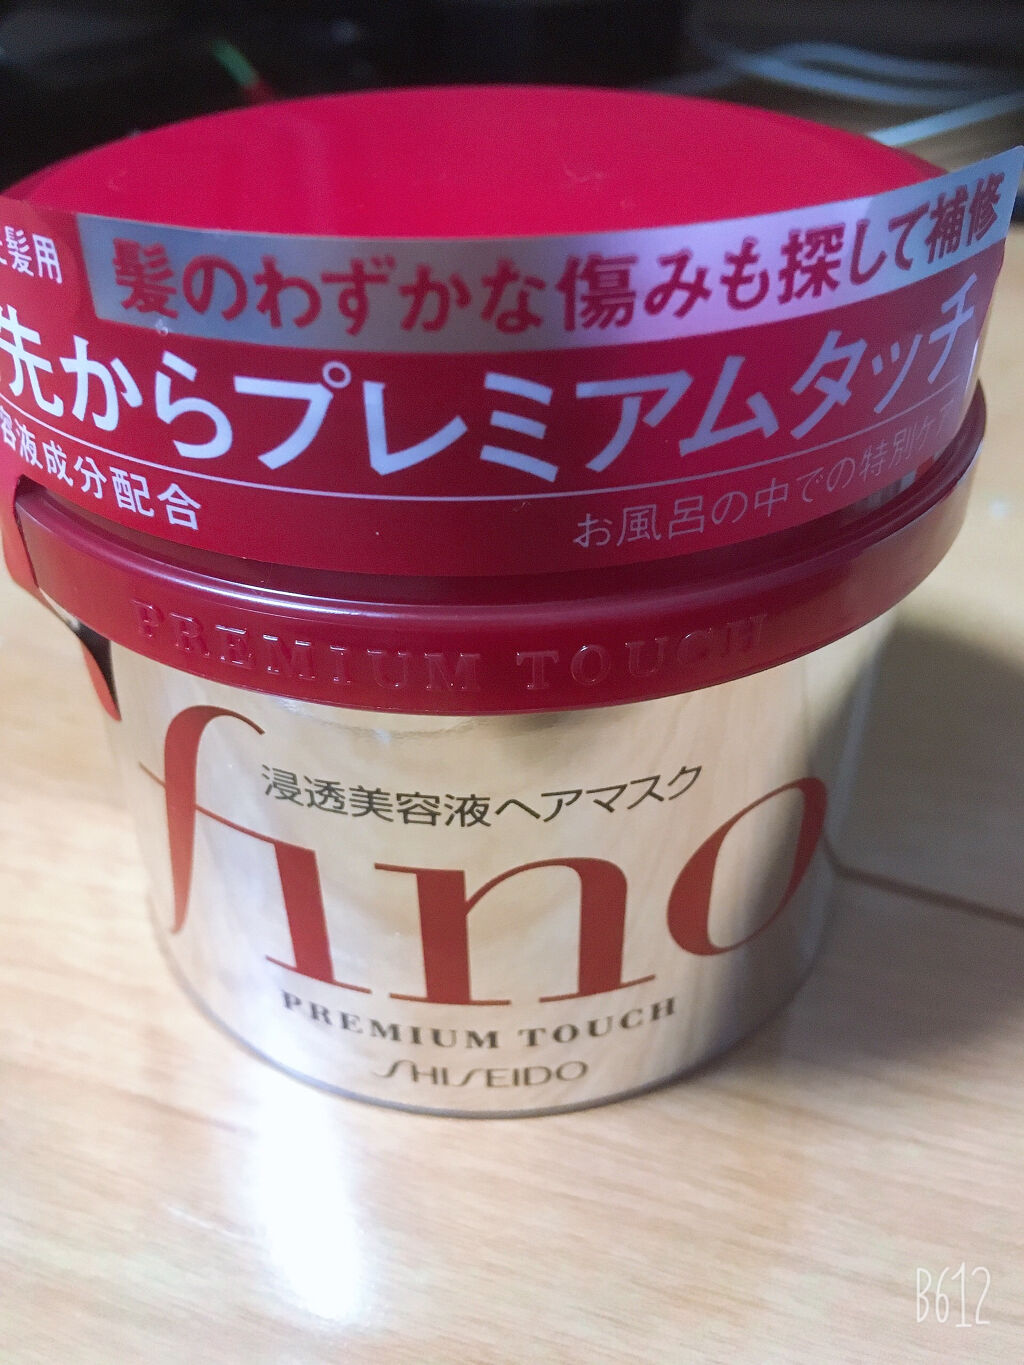 髪用
髪のわずかな傷みも探して補修
先からプレミアムタッチ
容液成分配合
お風呂の中での特別ケア
PREMIUM TOUCH
浸透美容液ヘアマスク
fino
PREMIUM TOUCH
SHISEIDO
B612